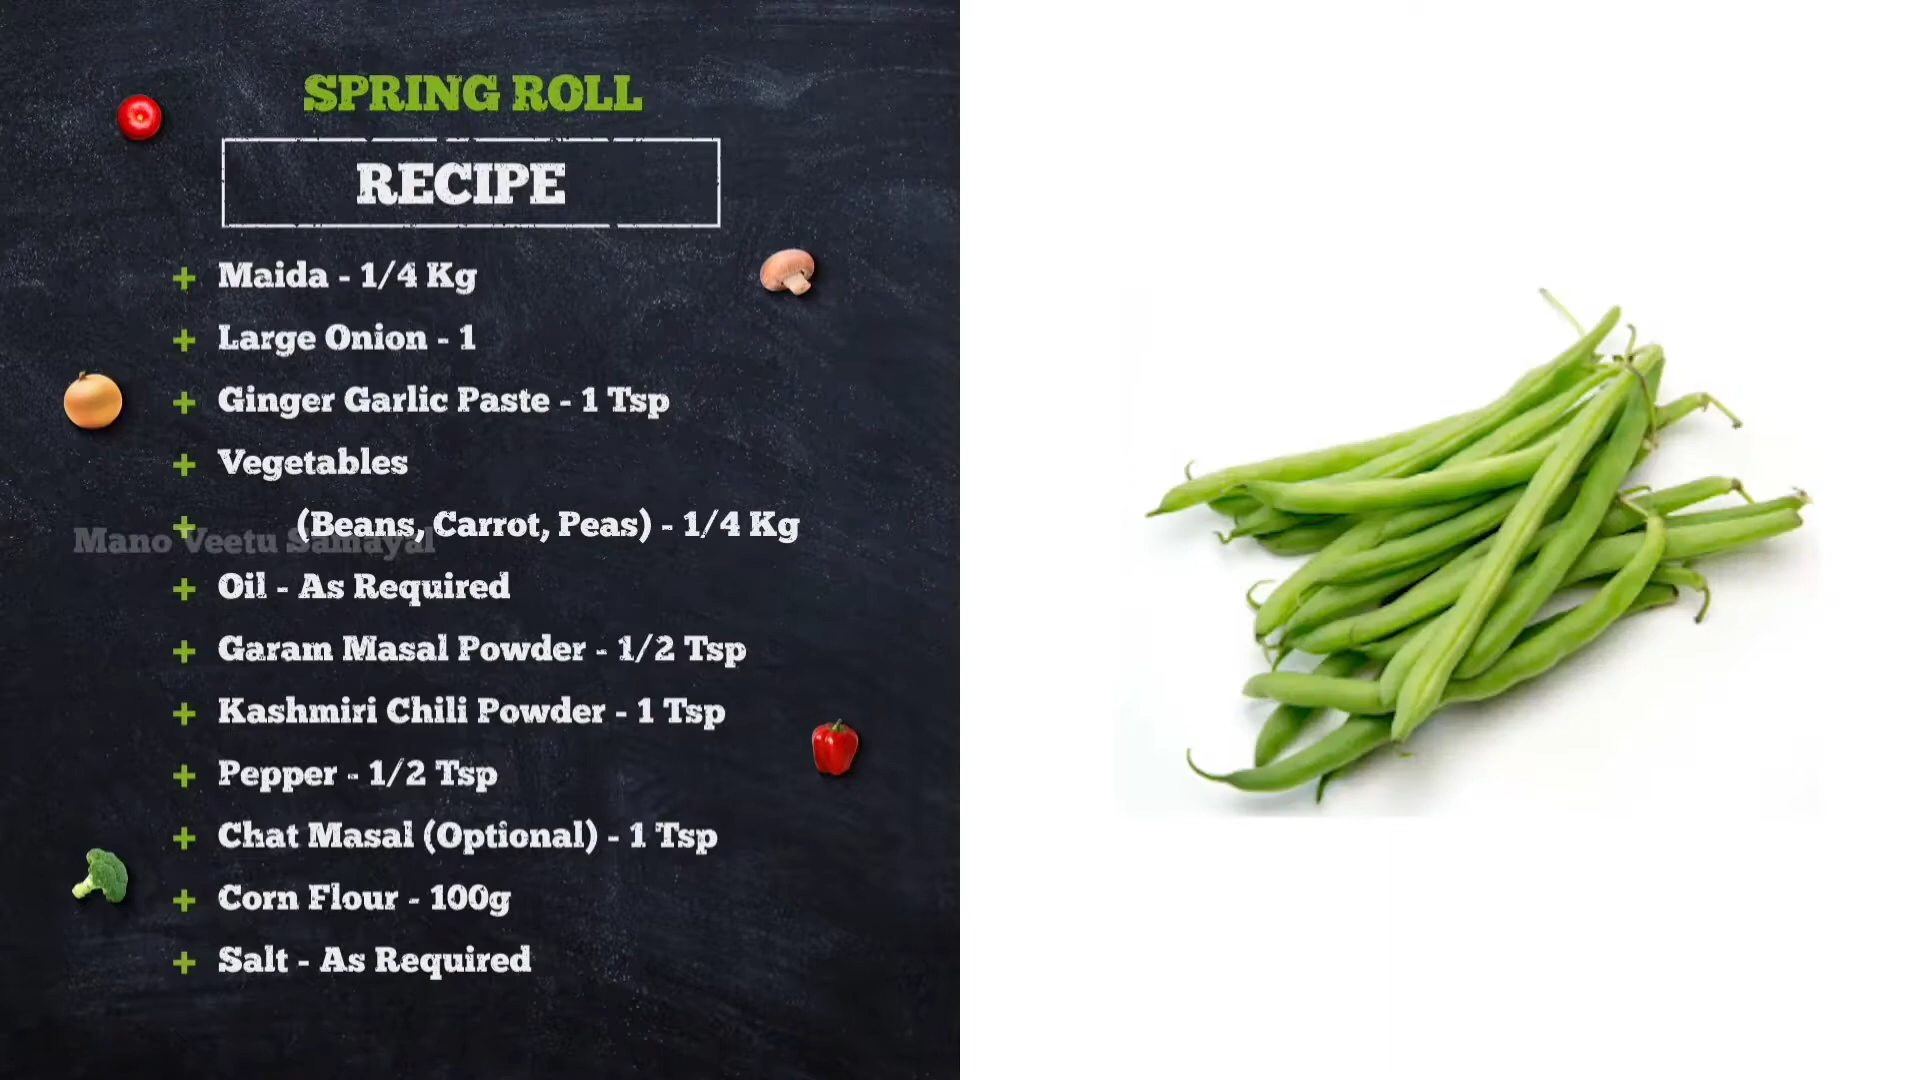 SPRING ROLL
RECIPE
+ Maida - 1/4 Kg
+ Large Onion - 1
+ Ginger Garlic Paste - 1 Tsp
+ Vegetables
+ (Beans, Carrot, Peas) - 1/4 Kg
Mano Veetu Samayal
+ Oil - As Required
+ Garam Masal Powder - 1/2 Tsp
+ Kashmiri Chili Powder - 1 Tsp
+ Pepper - 1/2 Tsp
+ Chat Masal (Optional) - 1 Tsp
+ Corn Flour - 100g
+ Salt - As Required